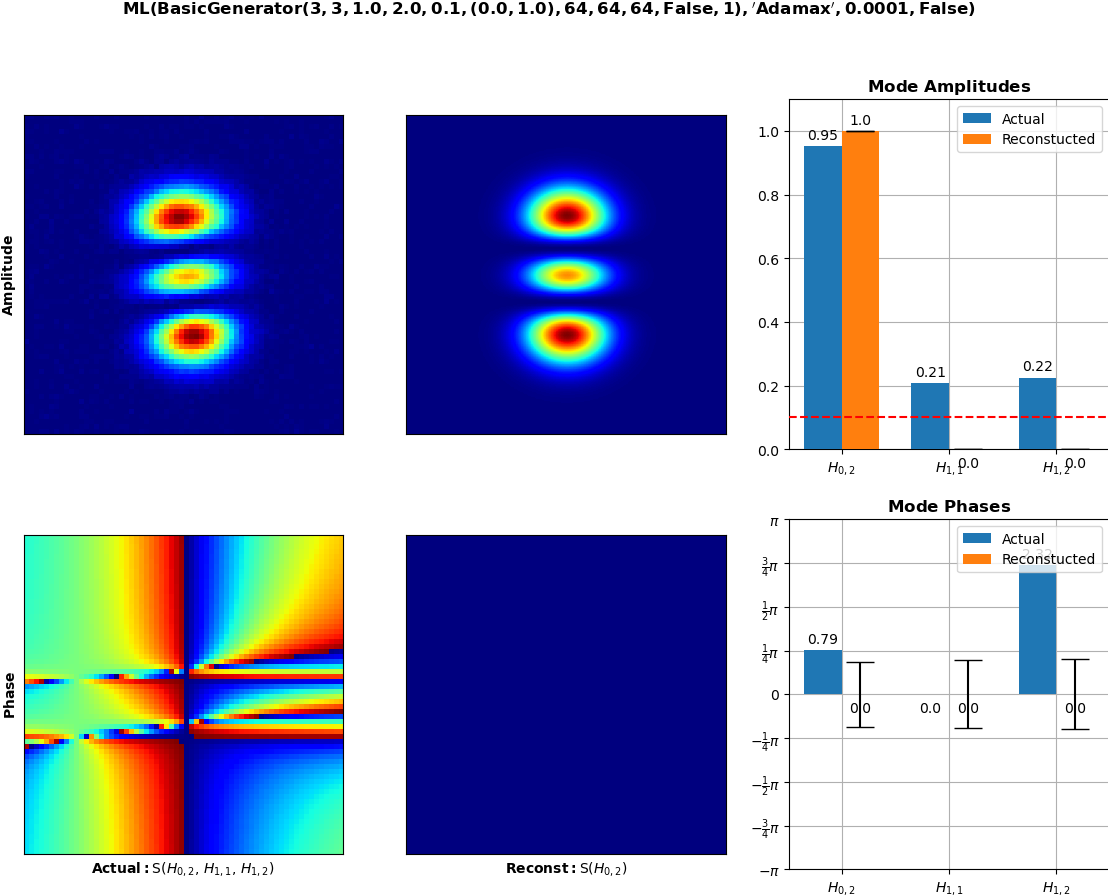 ML(BasicGenerator(3, 3, 1.0, 2.0, 0.1, (0.0, 1.0), 64, 64, 64, False, 1), ′Adamax′, 0.0001, False)
Amplitude
Mode Amplitudes
Actual
Reconstucted
0.95
1.0
0.21
0.0
0.22
0.0
1.0
0.8
0.6
0.4
0.2
0.0
H0,2
H1,1
H1,2
Phase
Actual: S(H0,2, H1,1, H1,2)
Reconst: S(H0,2)
Mode Phases
Actual
Reconstucted
0.79
0.0
0.0
0.0
2.32
0.0
π
3/4π
1/2π
1/4π
0
−1/4π
−1/2π
−3/4π
−π
H0,2
H1,1
H1,2